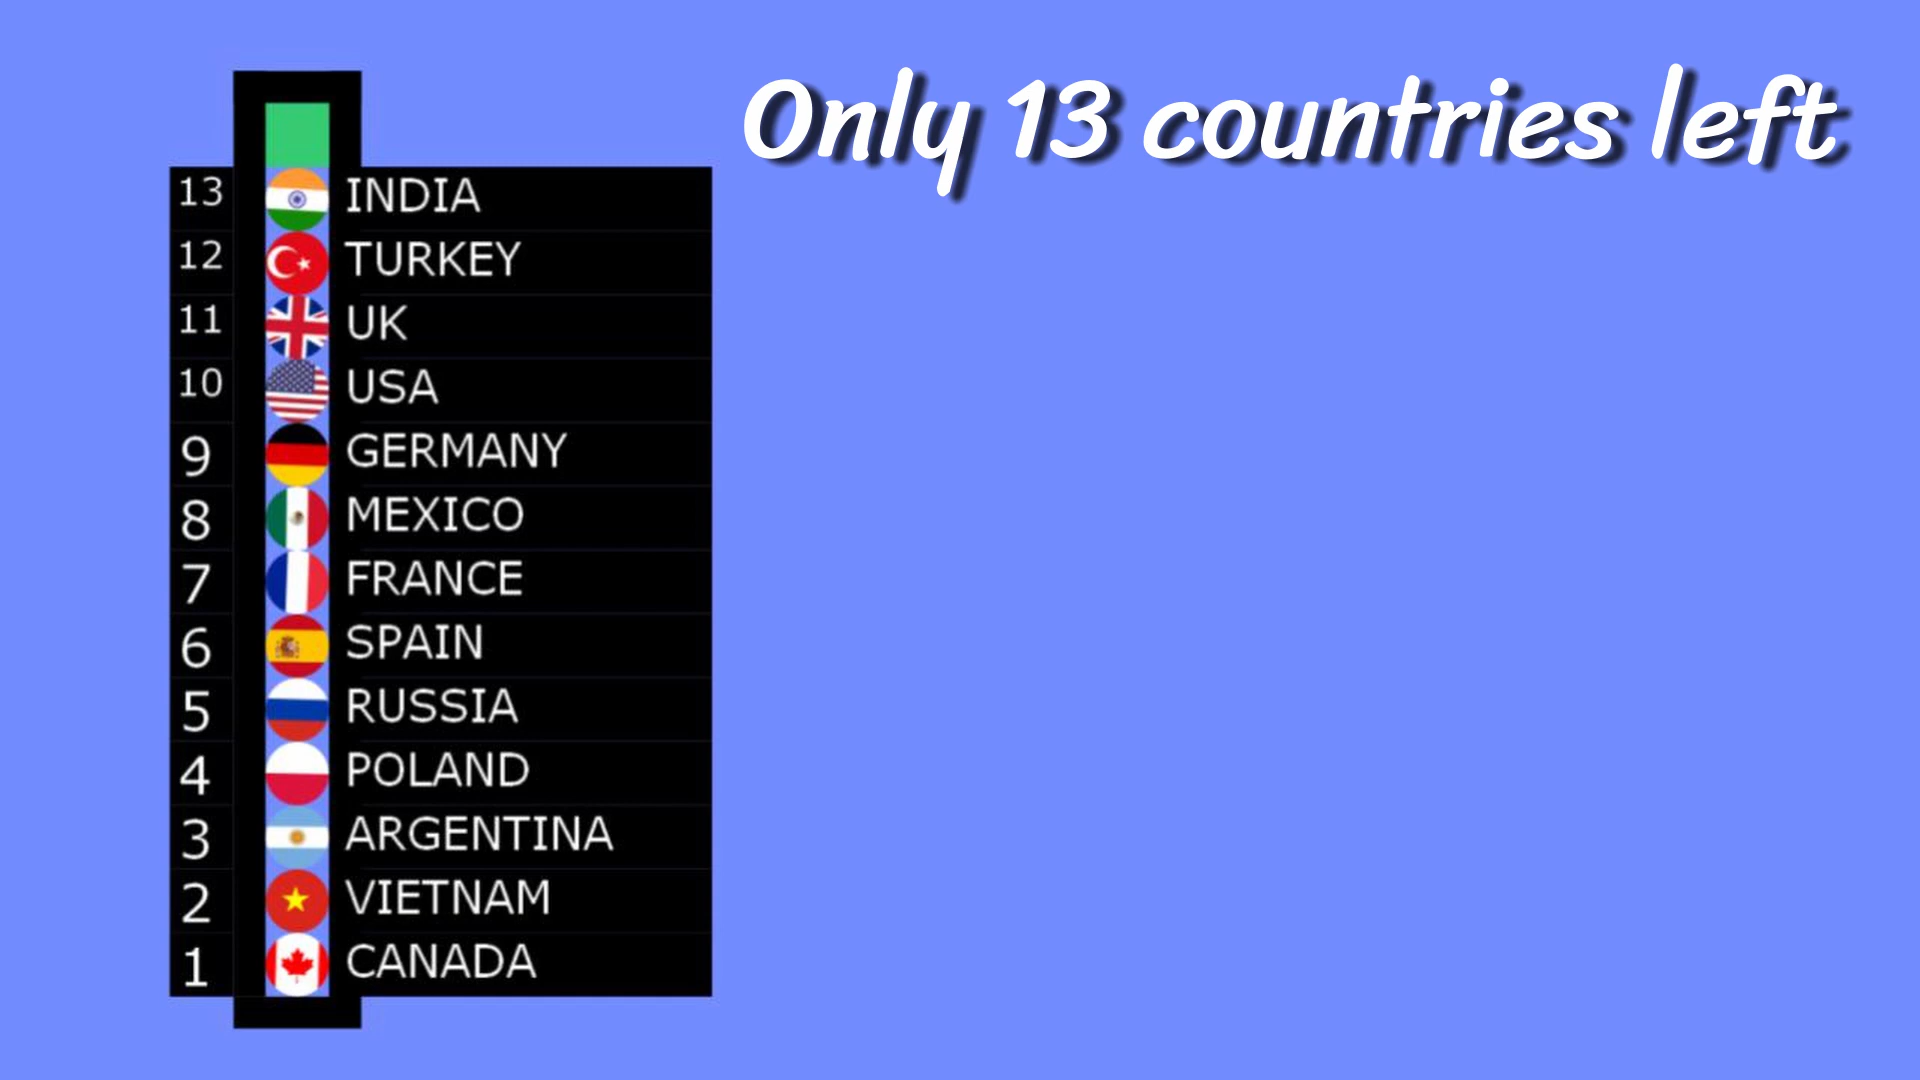 Only 13 countries left
13 INDIA
12 TURKEY
11 UK
10 USA
9 GERMANY
8 MEXICO
7 FRANCE
6 SPAIN
5 RUSSIA
4 POLAND
3 ARGENTINA
2 VIETNAM
1 CANADA